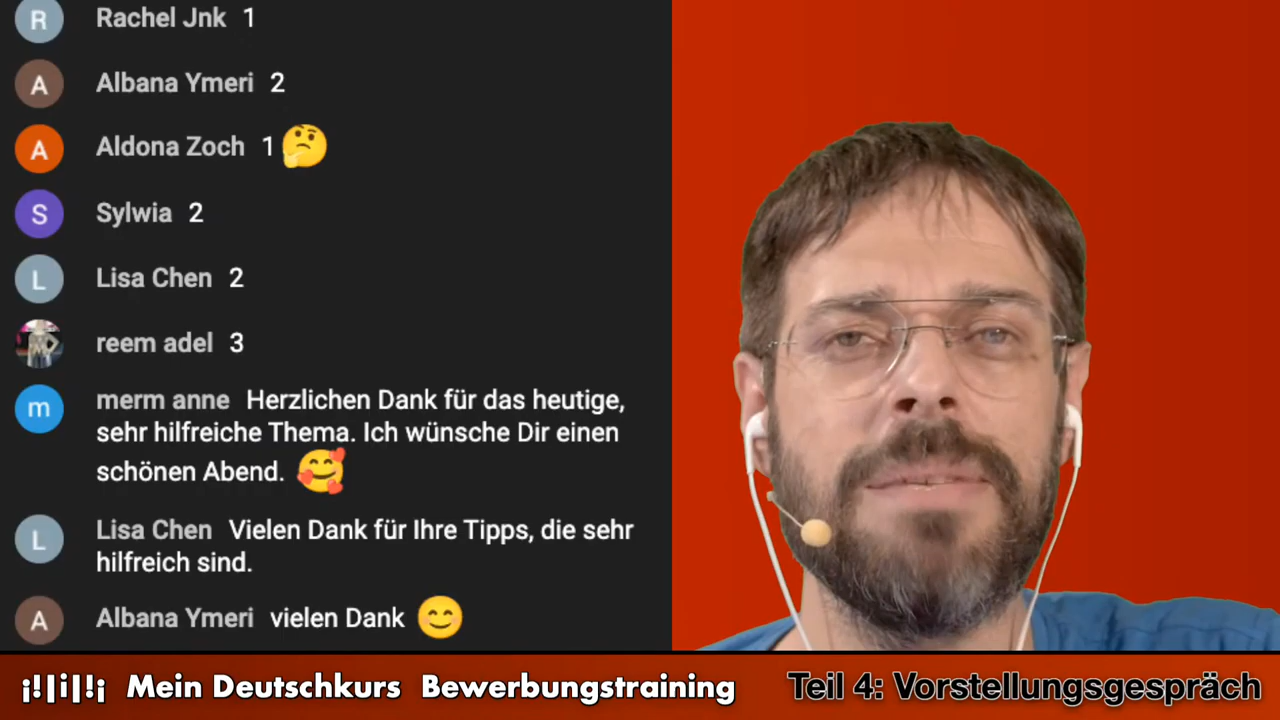 R Rachel Jnk 1
A Albana Ymeri 2
A Aldona Zoch 1 🤔
S Sylwia 2
L Lisa Chen 2
reem adel 3
m merm anne Herzlichen Dank für das heutige,
sehr hilfreiche Thema. Ich wünsche Dir einen
schönen Abend. 🥰
L Lisa Chen Vielen Dank für Ihre Tipps, die sehr
hilfreich sind.
A Albana Ymeri vielen Dank 😊
¡!|i|!¡ Mein Deutschkurs Bewerbungstraining Teil 4: Vorstellungsgespräch